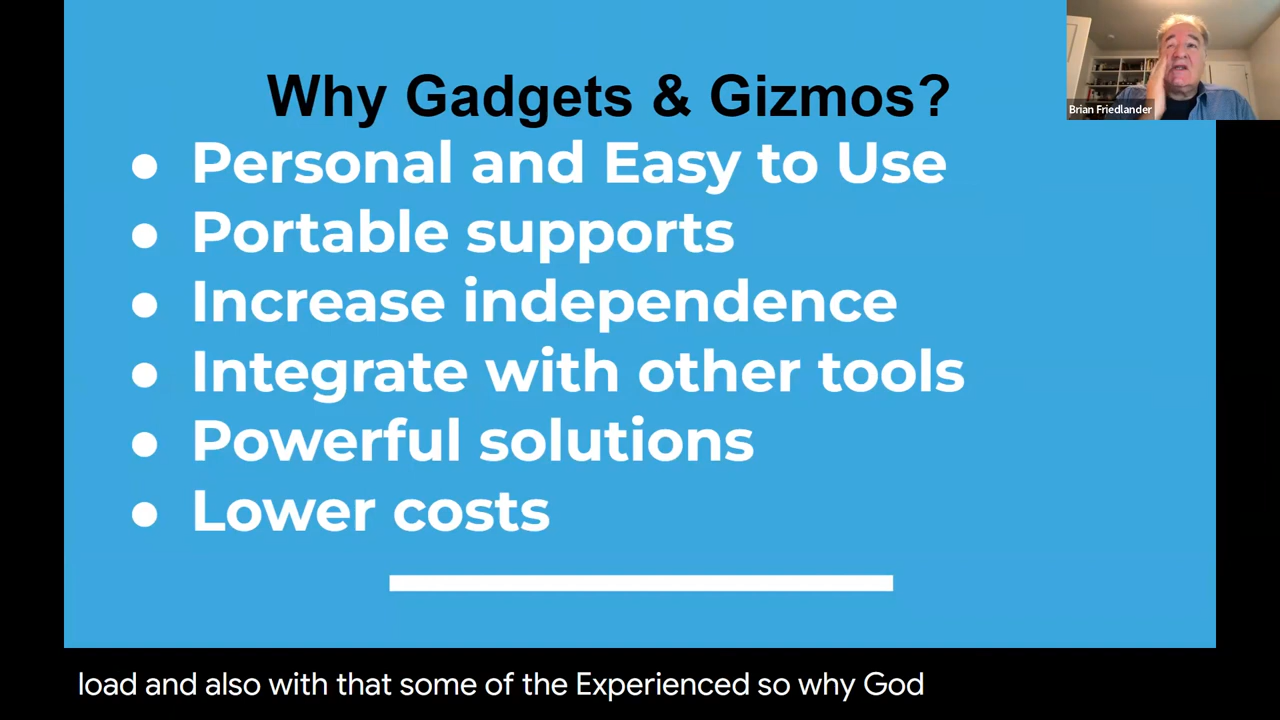 Why Gadgets & Gizmos?
Brian Friedlander
● Personal and Easy to Use
● Portable supports
● Increase independence
● Integrate with other tools
● Powerful solutions
● Lower costs
load and also with that some of the Experienced so why God